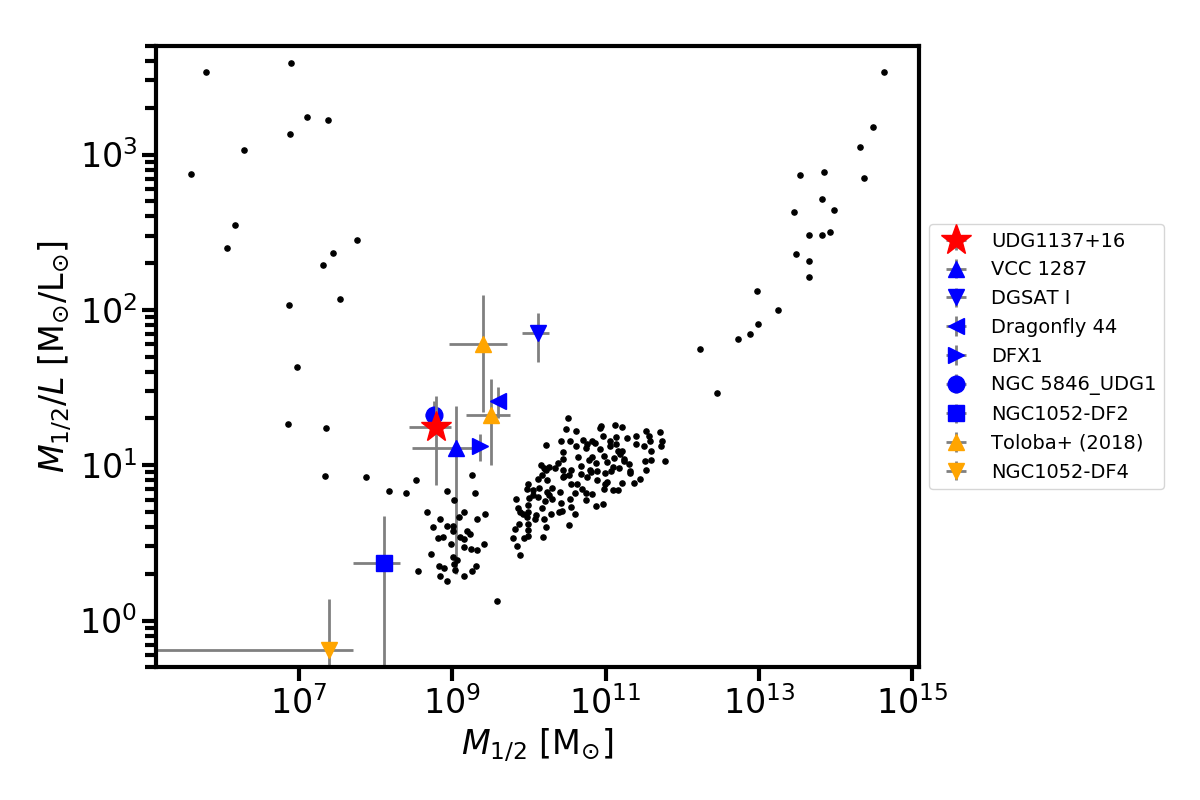 10³
10²
10¹
10⁰
M₁/₂/L [M⊙/L⊙]
10⁷
10⁹
10¹¹
10¹³
10¹⁵
M₁/₂ [M⊙]
UDG1137+16
VCC 1287
DGSAT I
Dragonfly 44
DFX1
NGC 5846_UDG1
NGC1052-DF2
Toloba+ (2018)
NGC1052-DF4